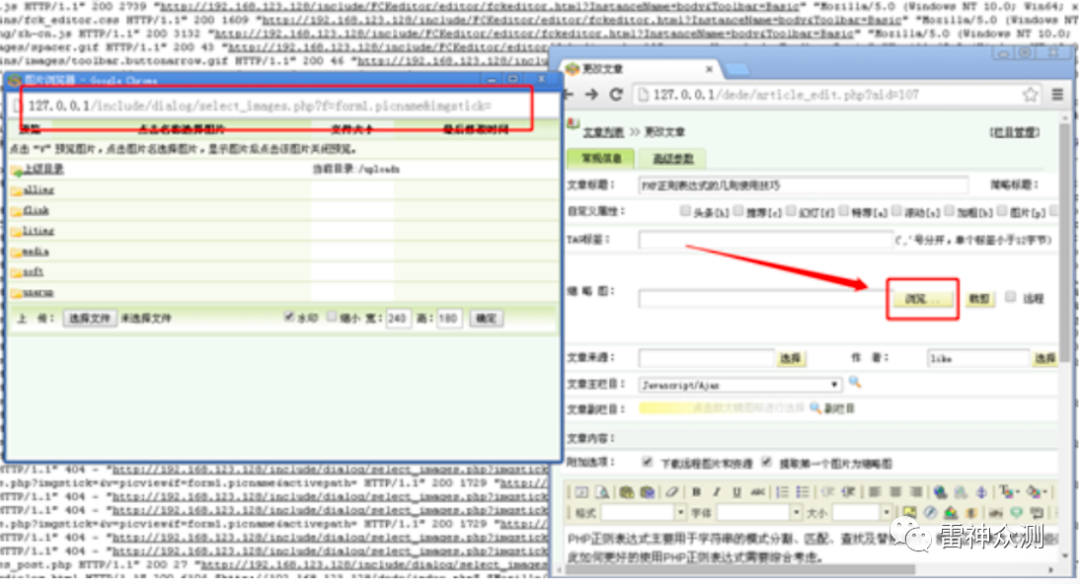 .js HTTP/1.1" 200 2739 "http://192.168.123.128/include/FCKeditor/editor/fckeditor.html?InstanceName=body&Toolbar=Basic" "Mozilla/5.0 (Windows NT 10.0; Win64; x
ins/fck_editor.css HTTP/1.1" 200 1609 "http://192.168.123.128/include/FCKeditor/editor/fckeditor.html?InstanceName=body&Toolbar=Basic" "Mozilla/5.0 (Windows NT
g/zh-cn.js HTTP/1.1" 200 3132 "http://192.168.123.128/include/FCKeditor/editor/fckeditor.html?InstanceName=body&Toolbar=Basic" "Mozilla/5.0 (Windows NT 10.0;
ages/spacer.gif HTTP/1.1" 200 43 "http://192.168.123.128/include/FCKeditor/editor/
ins/images/toolbar.buttonarrow.gif HTTP/1.1" 200 46 "http://192.168.123.128/include
图片浏览器 - Google Chrome
127.0.0.1/include/dialog/select_images.php?f=form1.picname&imgstick=
预览 点击名称选择图片 文件大小 最后修改时间
点击 "V" 预览图片，点击图片名选择图片，显示图片后点击该图片关闭预览。
上级目录 当前目录:/uploads
allimg
flink
litimg
media
soft
userup
上 传： 选择文件 未选择文件 水印 缩小 宽：240 高：180 确定
更改文章
127.0.0.1/dede/article_edit.php?aid=107
文章列表 >> 更改文章 [栏目管理]
常规信息 高级参数
文章标题： PHP正则表达式的几则使用技巧 简略标题：
自定义属性： 头条[h] 推荐[c] 幻灯[f] 特荐[a] 滚动[s] 加粗[b] 图片[p]
TAG标签： (','号分开，单个标签小于12字节)
缩 略 图： 浏览... 裁剪 远程
文章来源： 选择 作 者： 选择
文章主栏目： Javascript/Ajax
文章副栏目： 副栏目
文章内容：
附加选项： 下载远程图片和资源 提取第一个图片为缩略图
格式 字体 大小
PHP正则表达式主要用于字符串的模式分割、匹配、查找及替
此如何更好的使用PHP正则表达式需要综合考虑。
雷神众测
HTTP/1.1" 404 - "http://192.168.123.128/include/dialog/select_images.php?imgstick=
s.php?imgstick=&v=picview&f=form1.picname&activepath= HTTP/1.1" 200 1729 "http:/
HTTP/1.1" 404 - "http://192.168.123.128/include/dialog/select_images.php?imgstick
HTTP/1.1" 404 - "http://192.168.123.128/include/dialog/select_images.php?imgstick
s.php?imgstick=&v=picview&f=form1.picname&activepath= HTTP/1.1" 200 1729 "http:/
HTTP/1.1" 404 - "http://192.168.123.128/include/dialog/select_images.php?imgstick
s_post.php HTTP/1.1" 200 27 "http://192.168.123.128/include/dialog/select_images